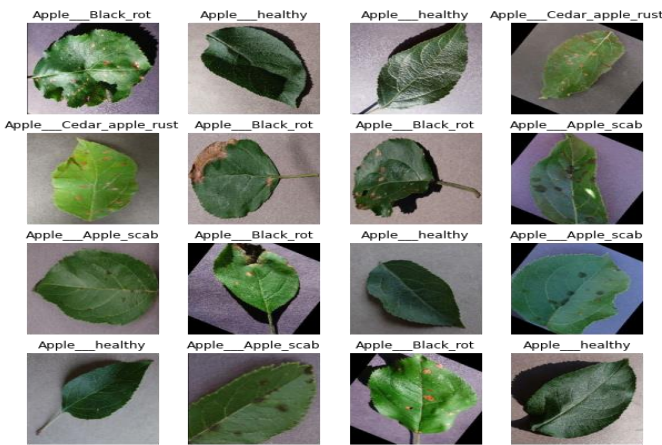 Apple___Black_rot Apple___healthy Apple___healthy Apple___Cedar_apple_rust
Apple___Cedar_apple_rust Apple___Black_rot Apple___Black_rot Apple___Apple_scab
Apple___Apple_scab Apple___Black_rot Apple___healthy Apple___Apple_scab
Apple___healthy Apple___Apple_scab Apple___Black_rot Apple___healthy